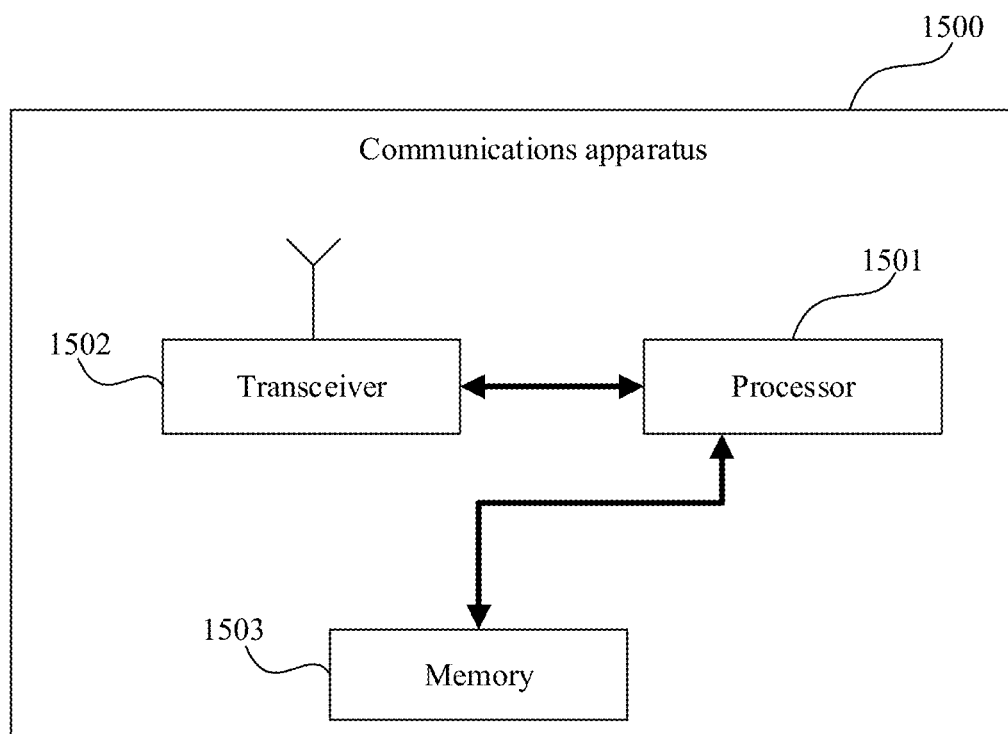 1500
Communications apparatus
1501
1502
Transceiver
Processor
1503
Memory